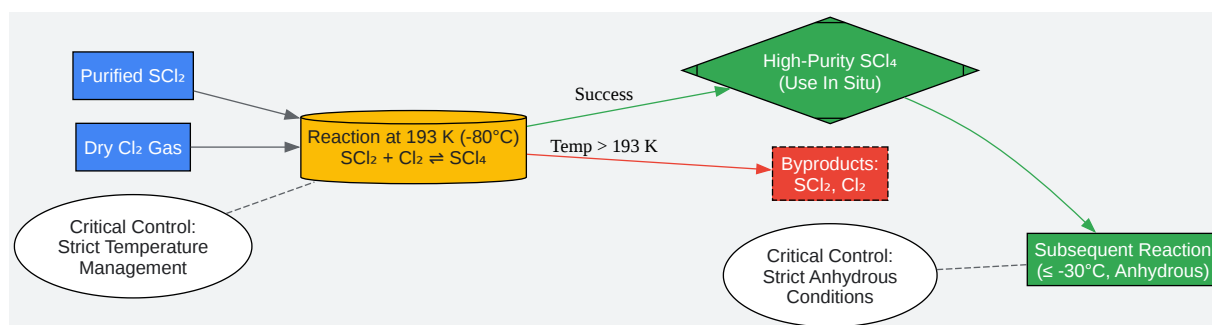 Purified SCl₂
Dry Cl₂ Gas
Critical Control:
Strict Temperature
Management
Reaction at 193 K (-80°C)
SCl₂ + Cl₂ ⇌ SCl₄
Success
Temp > 193 K
High-Purity SCl₄
(Use In Situ)
Byproducts:
SCl₂, Cl₂
Critical Control:
Strict Anhydrous
Conditions
Subsequent Reaction
(≤ -30°C, Anhydrous)